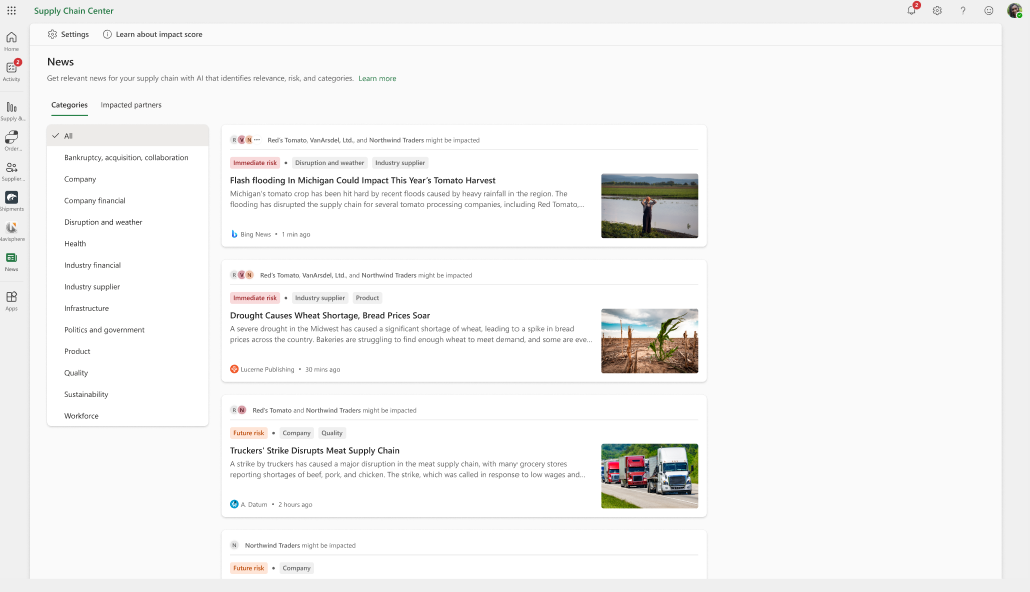 Supply Chain Center
2
Settings
Learn about impact score
Home
2
Activity
Supply &...
Order...
Supplier...
Shipments
Navisphere
News
Apps
News
Get relevant news for your supply chain with AI that identifies relevance, risk, and categories. Learn more
Categories
Impacted partners
All
Bankruptcy, acquisition, collaboration
Company
Company financial
Disruption and weather
Health
Industry financial
Industry supplier
Infrastructure
Politics and government
Product
Quality
Sustainability
Workforce
R V N ... Red's Tomato, VanArsdel, Ltd., and Northwind Traders might be impacted
Immediate risk • Disruption and weather Industry supplier
Flash flooding In Michigan Could Impact This Year's Tomato Harvest
Michigan's tomato crop has been hit hard by recent floods caused by heavy rainfall in the region. The
flooding has disrupted the supply chain for several tomato processing companies, including Red Tomato,...
Bing News • 1 min ago
R V N Red's Tomato, VanArsdel, Ltd., and Northwind Traders might be impacted
Immediate risk • Industry supplier Product
Drought Causes Wheat Shortage, Bread Prices Soar
A severe drought in the Midwest has caused a significant shortage of wheat, leading to a spike in bread
prices across the country. Bakeries are struggling to find enough wheat to meet demand, and some are eve...
Lucerne Publishing • 30 mins ago
R N Red's Tomato and Northwind Traders might be impacted
Future risk • Company Quality
Truckers' Strike Disrupts Meat Supply Chain
A strike by truckers has caused a major disruption in the meat supply chain, with many grocery stores
reporting shortages of beef, pork, and chicken. The strike, which was called in response to low wages and...
A. Datum • 2 hours ago
N Northwind Traders might be impacted
Future risk • Company